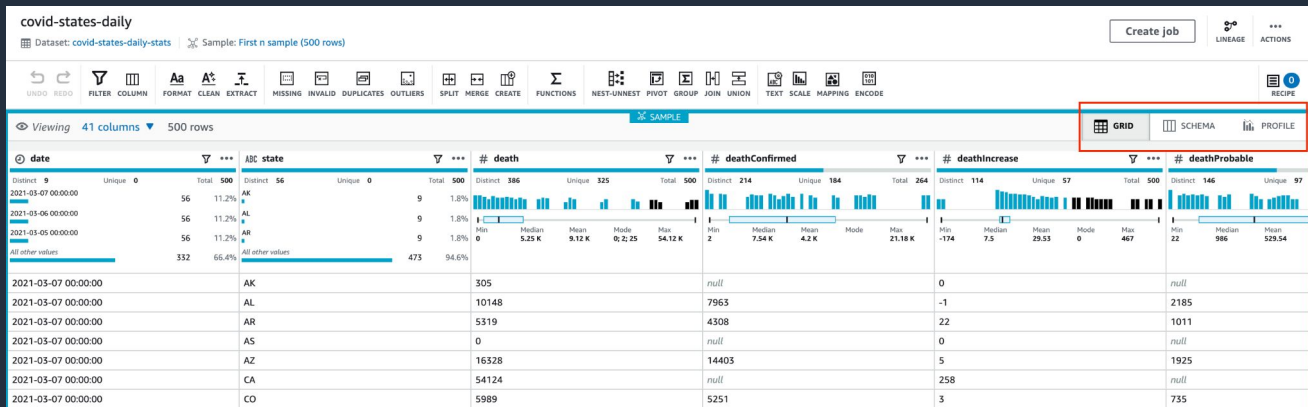 covid-states-daily
Dataset: covid-states-daily-stats Sample: First n sample (500 rows)
Create job LINEAGE ACTIONS
UNDO REDO FILTER COLUMN FORMAT CLEAN EXTRACT MISSING INVALID DUPLICATES OUTLIERS SPLIT MERGE CREATE FUNCTIONS NEST-UNNEST PIVOT GROUP JOIN UNION TEXT SCALE MAPPING ENCODE 0 RECIPE
SAMPLE
Viewing 41 columns 500 rows GRID SCHEMA PROFILE
date ABC state # death # deathConfirmed # deathIncrease # deathProbable
Distinct 9 Unique 0 Total 500 Distinct 56 Unique 0 Total 500 Distinct 386 Unique 325 Total 500 Distinct 214 Unique 184 Total 264 Distinct 114 Unique 57 Total 500 Distinct 146 Unique 97
2021-03-07 00:00:00 56 11.2% AK 9 1.8%
2021-03-06 00:00:00 56 11.2% AL 9 1.8%
2021-03-05 00:00:00 56 11.2% AR 9 1.8%
Min Median Mean Mode Max Min Median Mean Mode Max Min Median Mean Mode Max Min Median Mean
0 5.25 K 9.12 K 0; 2; 25 54.12 K 2 7.54 K 4.2 K 21.18 K -174 7.5 29.53 0 467 22 986 529.54
All other values 332 66.4% All other values 473 94.6%
2021-03-07 00:00:00 AK 305 null 0 null
2021-03-07 00:00:00 AL 10148 7963 -1 2185
2021-03-07 00:00:00 AR 5319 4308 22 1011
2021-03-07 00:00:00 AS 0 null 0 null
2021-03-07 00:00:00 AZ 16328 14403 5 1925
2021-03-07 00:00:00 CA 54124 null 258 null
2021-03-07 00:00:00 CO 5989 5251 3 735